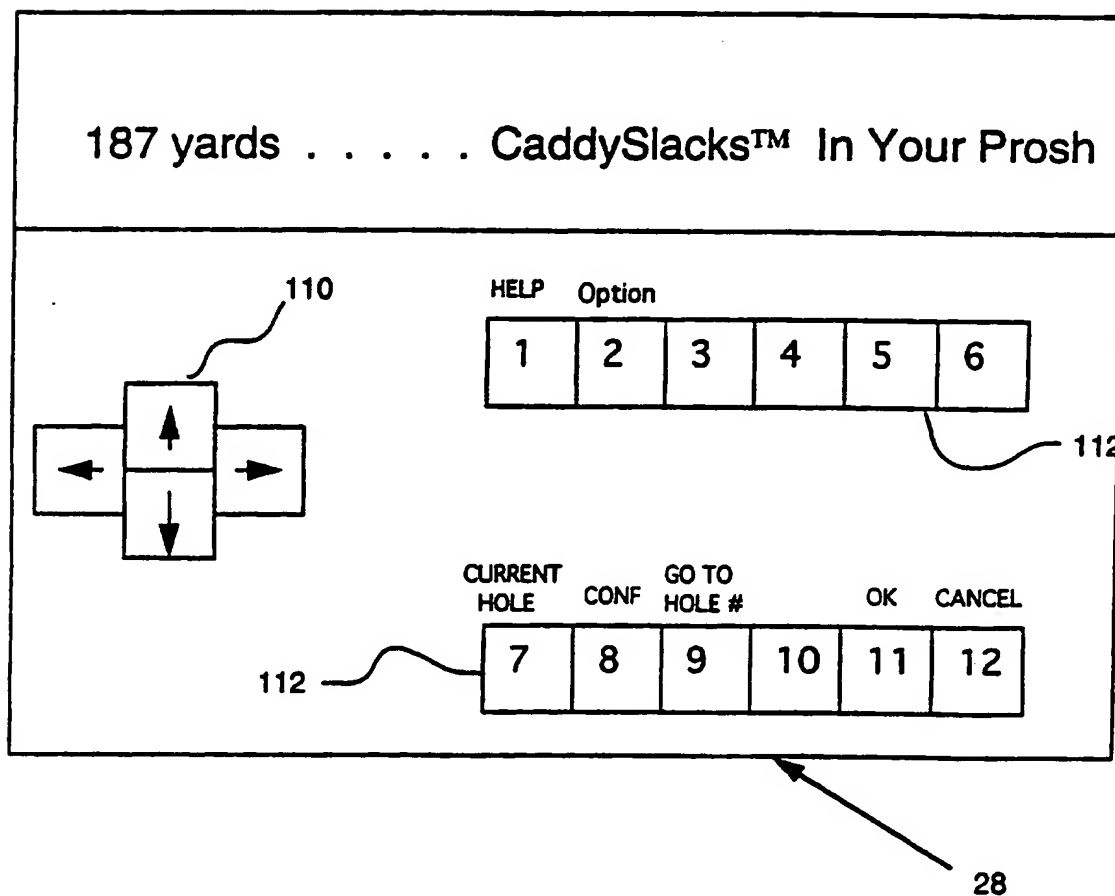 187 yards . . . . . CaddySlacks™ In Your Prosh
110
HELP Option
1 2 3 4 5 6
112
CURRENT HOLE CONF GO TO HOLE # OK CANCEL
7 8 9 10 11 12
112
28